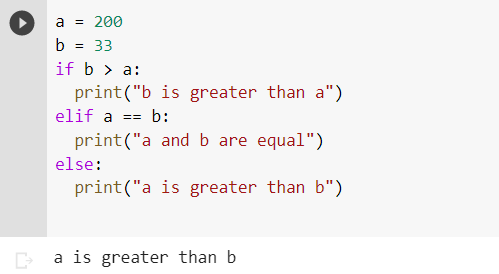 a = 200
b = 33
if b > a:
  print("b is greater than a")
elif a == b:
  print("a and b are equal")
else:
  print("a is greater than b")
a is greater than b